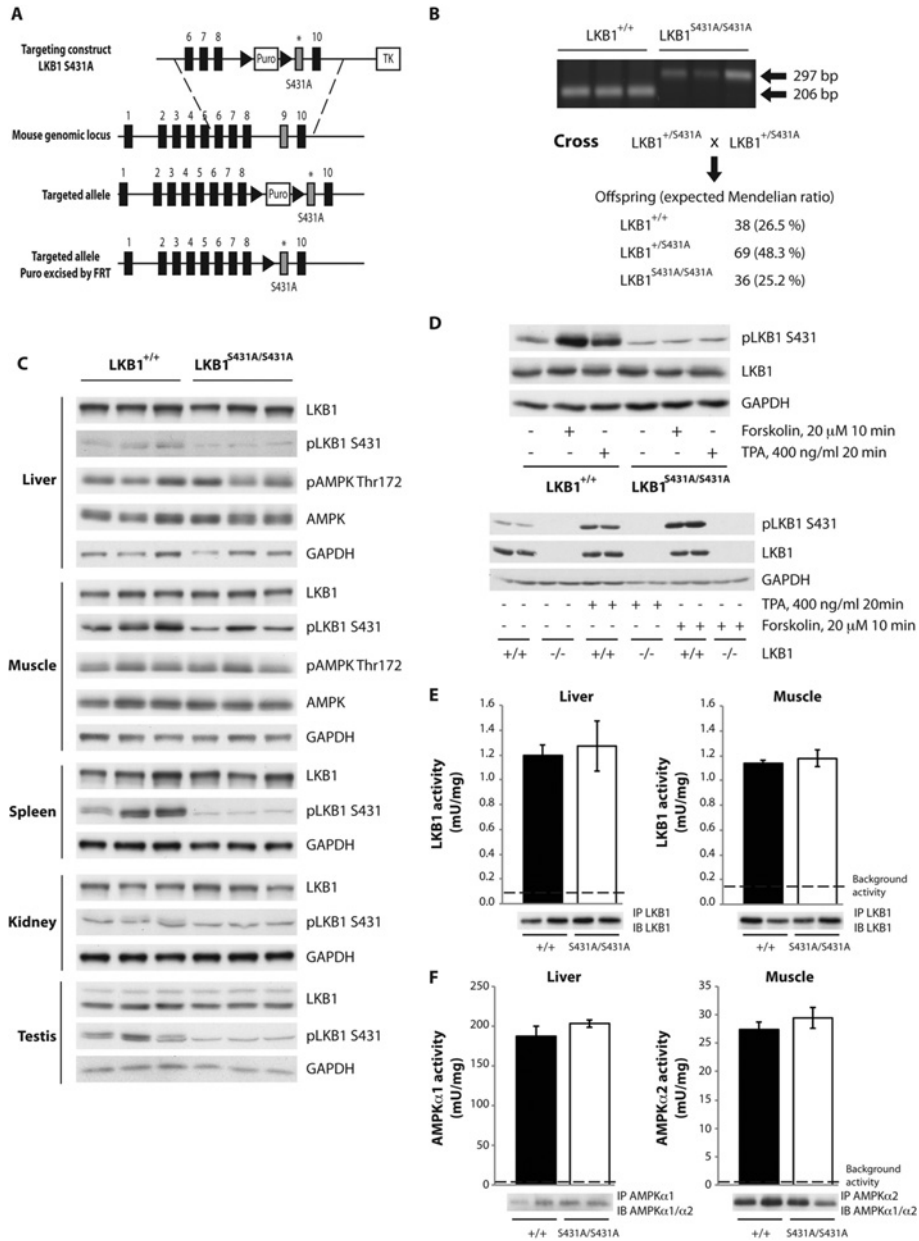 A
Targeting construct
LKB1 S431A
6 7 8 * 10
Puro
TK
S431A
Mouse genomic locus
1 2 3 4 5 6 7 8 9 10
Targeted allele
1 2 3 4 5 6 7 8 * 10
Puro
S431A
Targeted allele
Puro excised by FRT
1 2 3 4 5 6 7 8 * 10
S431A
B
LKB1+/+ LKB1S431A/S431A
297 bp
206 bp
Cross LKB1+/S431A x LKB1+/S431A
Offspring (expected Mendelian ratio)
LKB1+/+ 38 (26.5 %)
LKB1+/S431A 69 (48.3 %)
LKB1S431A/S431A 36 (25.2 %)
C
LKB1+/+ LKB1S431A/S431A
Liver
LKB1
pLKB1 S431
pAMPK Thr172
AMPK
GAPDH
Muscle
LKB1
pLKB1 S431
pAMPK Thr172
AMPK
GAPDH
Spleen
LKB1
pLKB1 S431
GAPDH
Kidney
LKB1
pLKB1 S431
GAPDH
Testis
LKB1
pLKB1 S431
GAPDH
D
pLKB1 S431
LKB1
GAPDH
- + - - + - Forskolin, 20 µM 10 min
- - + - - + TPA, 400 ng/ml 20 min
LKB1+/+ LKB1S431A/S431A
pLKB1 S431
LKB1
GAPDH
- - - - + + + + - - - - TPA, 400 ng/ml 20min
- - - - - - - - + + + + Forskolin, 20 µM 10 min
+/+ -/- +/+ -/- +/+ -/- LKB1
E
Liver
LKB1 activity
(mU/mg)
1.6
1.4
1.2
1.0
0.8
0.6
0.4
0.2
0.0
IP LKB1
IB LKB1
+/+ S431A/S431A
Muscle
LKB1 activity
(mU/mg)
1.6
1.4
1.2
1.0
0.8
0.6
0.4
0.2
0.0
Background
activity
IP LKB1
IB LKB1
+/+ S431A/S431A
F
Liver
AMPKα1 activity
(mU/mg)
250
200
150
100
50
0
IP AMPKα1
IB AMPKα1/α2
+/+ S431A/S431A
Muscle
AMPKα2 activity
(mU/mg)
35
30
25
20
15
10
5
0
Background
activity
IP AMPKα2
IB AMPKα1/α2
+/+ S431A/S431A